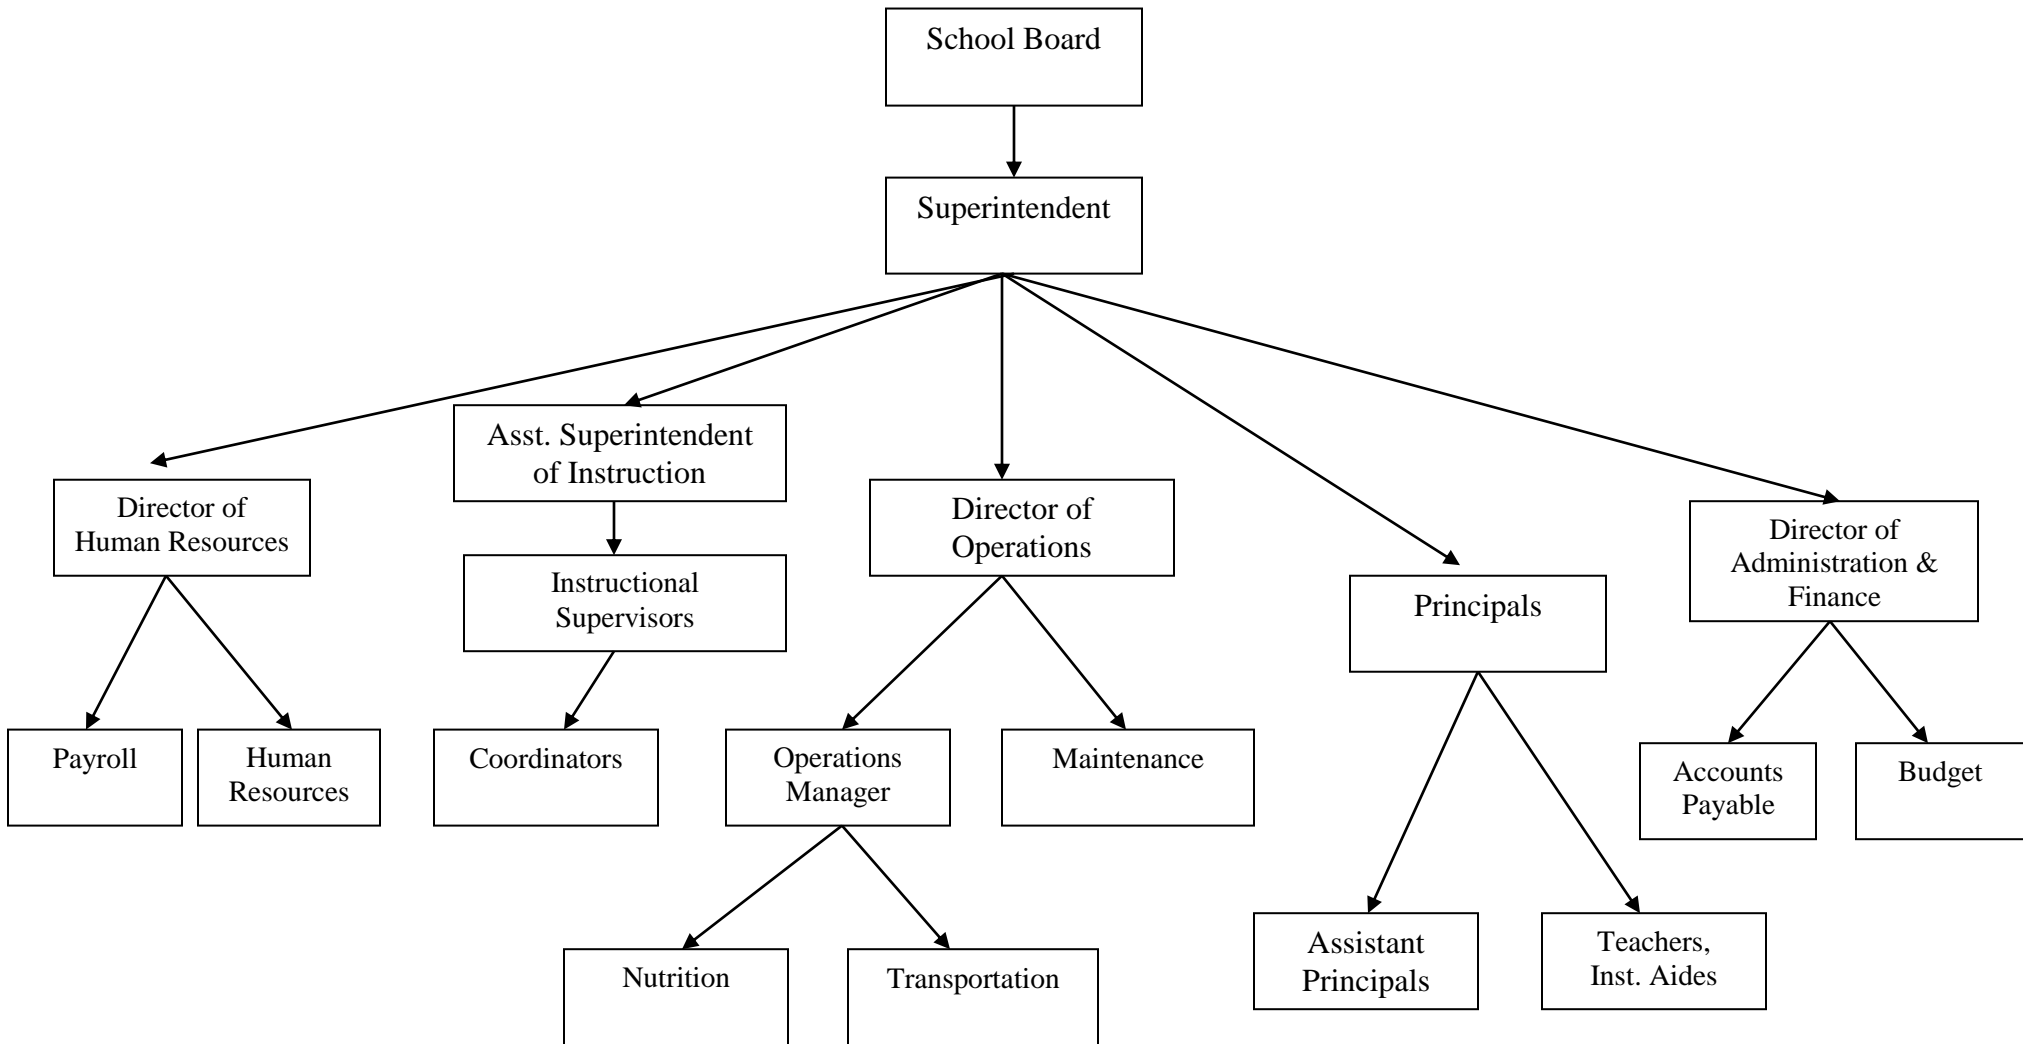 School Board
Superintendent
Asst. Superintendent
of Instruction
Director of
Human Resources
Director of
Operations
Director of
Administration &
Finance
Instructional
Supervisors
Principals
Payroll
Human
Resources
Coordinators
Operations
Manager
Maintenance
Accounts
Payable
Budget
Assistant
Principals
Teachers,
Inst. Aides
Nutrition
Transportation